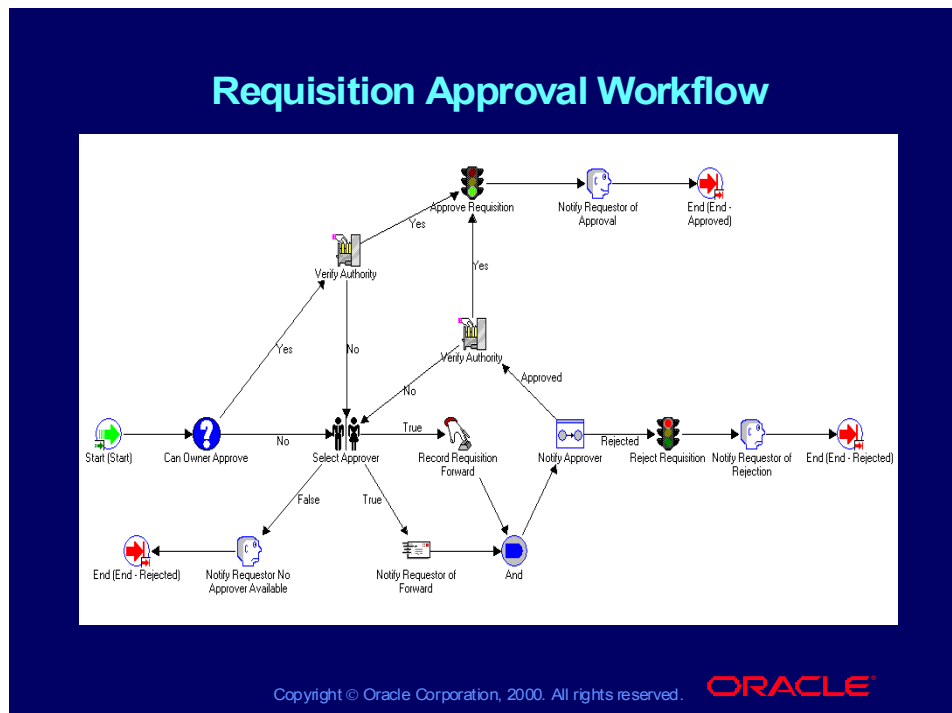 Requisition Approval Workflow
Approve Requisition
Notify Requestor of
Approval
End (End -
Approved)
Yes
Verify Authority
Yes
Yes
No
Verify Authority
No
Approved
Start (Start)
Can Owner Approve
No
Select Approver
True
Record Requisition
Forward
Notify Approver
Rejected
Reject Requisition
Notify Requestor of
Rejection
End (End - Rejected)
False
True
End (End - Rejected)
Notify Requestor No
Approver Available
Notify Requestor of
Forward
And
Copyright © Oracle Corporation, 2000. All rights reserved.
ORACLE®